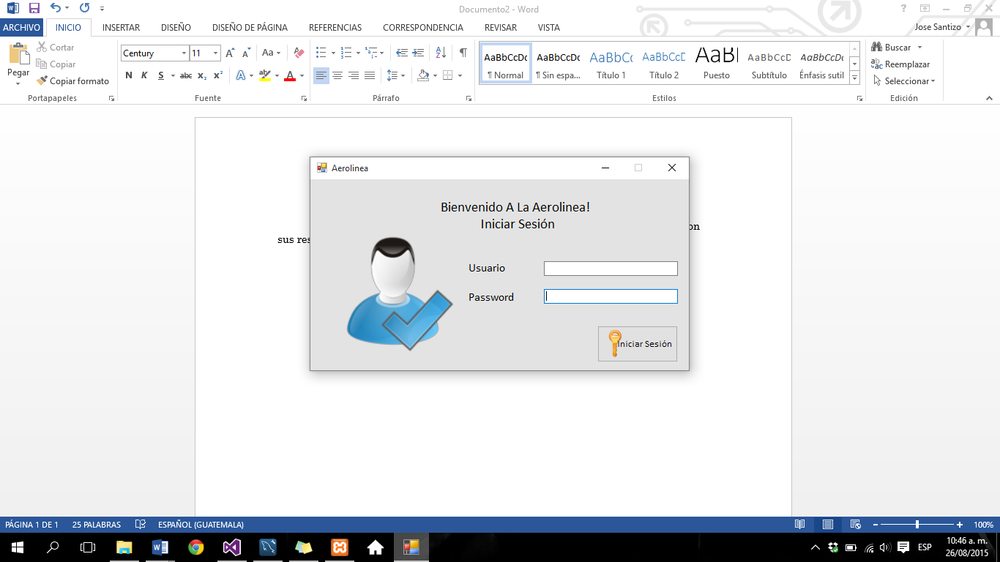 Documento2 - Word
ARCHIVO INICIO INSERTAR DISEÑO DISEÑO DE PÁGINA REFERENCIAS CORRESPONDENCIA REVISAR VISTA Jose Santizo
Pegar
Cortar
Copiar
Copiar formato
Portapapeles
Century 11 Aa
N K S abc x₂ x² A aby A
Fuente
Párrafo
AaBbCcDc AaBbCcDc AaBbCc AaBbCcD AaB AaBbCcD AaBbCcDc
¶ Normal ¶ Sin espa... Título 1 Título 2 Puesto Subtítulo Énfasis sutil
Estilos
Buscar
Reemplazar
Seleccionar
Edición
Aerolinea
Bienvenido A La Aerolinea!
Iniciar Sesión
on
sus res
Usuario
Password
Iniciar Sesión
PÁGINA 1 DE 1 25 PALABRAS ESPAÑOL (GUATEMALA) 100%
ESP
10:46 a. m.
26/08/2015